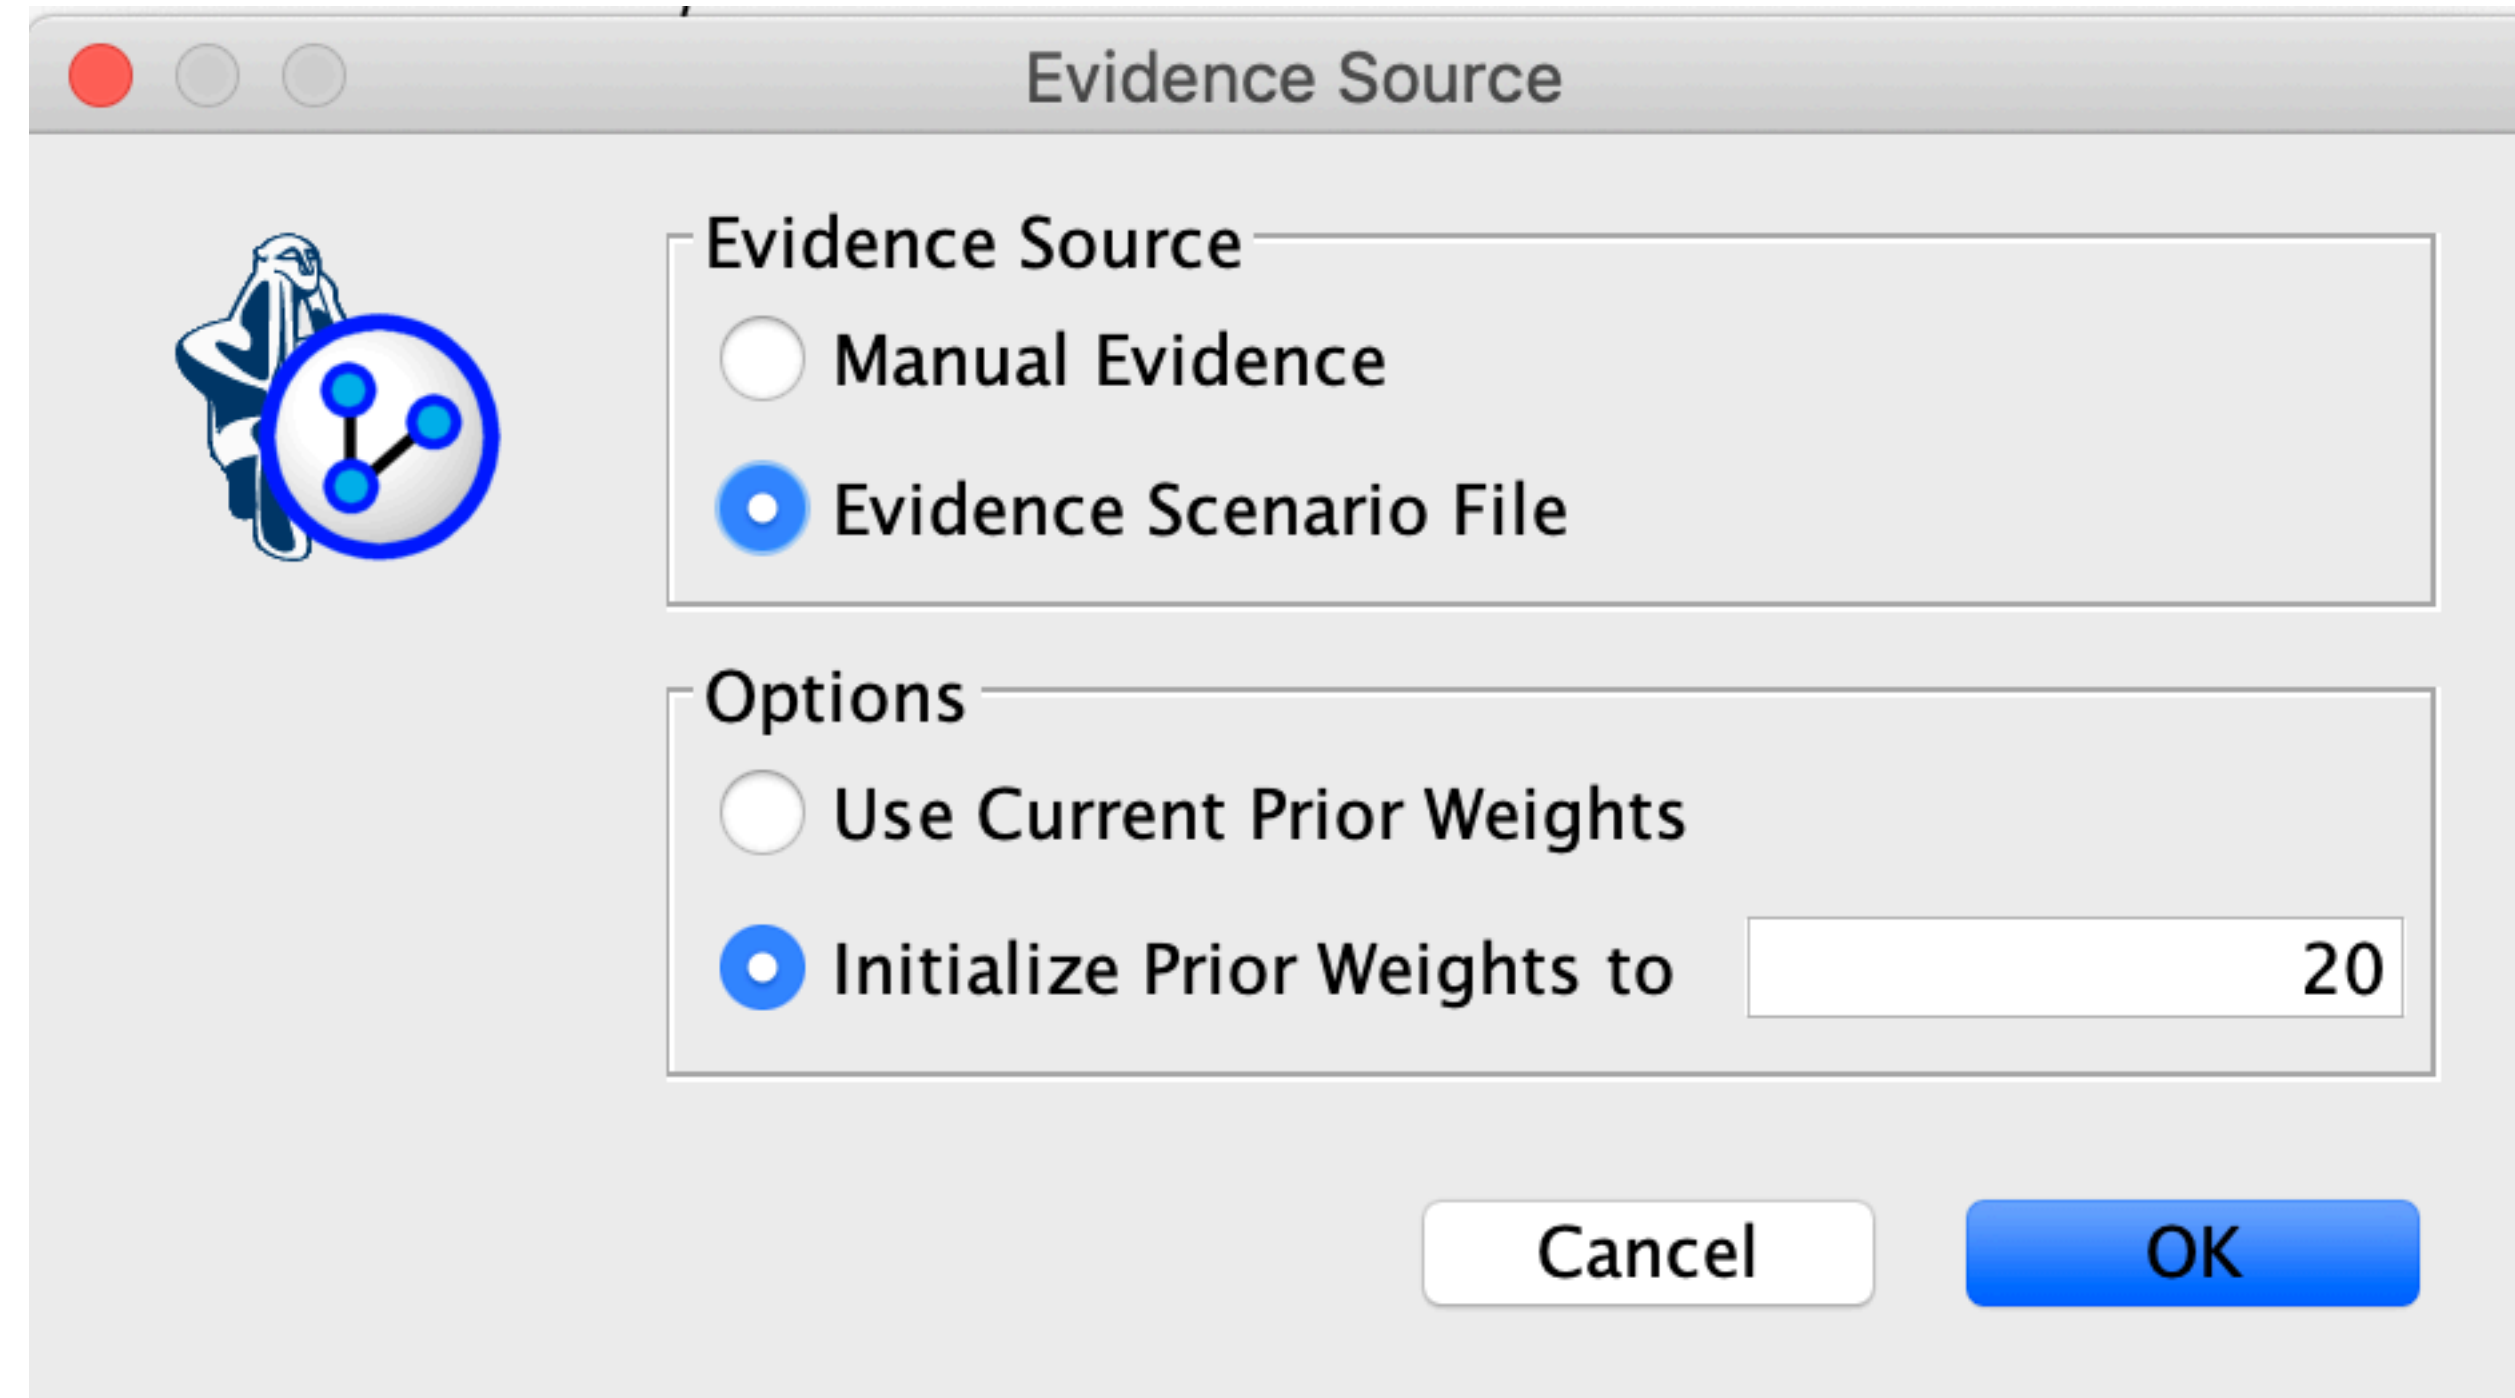 Evidence Source
Evidence Source
Manual Evidence
Evidence Scenario File
Options
Use Current Prior Weights
Initialize Prior Weights to 20
Cancel OK